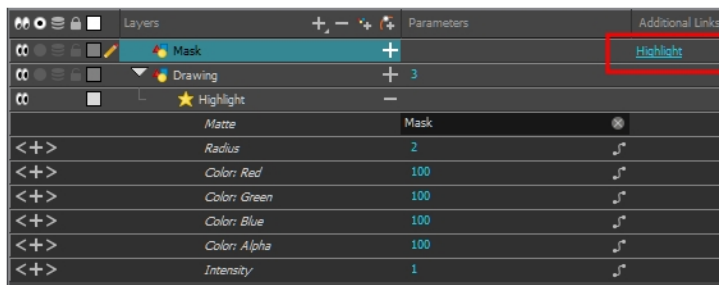 Layers Parameters Additional Links
Mask Highlight
Drawing 3
Highlight
Matte Mask
Radius 2
Color: Red 100
Color: Green 100
Color: Blue 100
Color: Alpha 100
Intensity 1